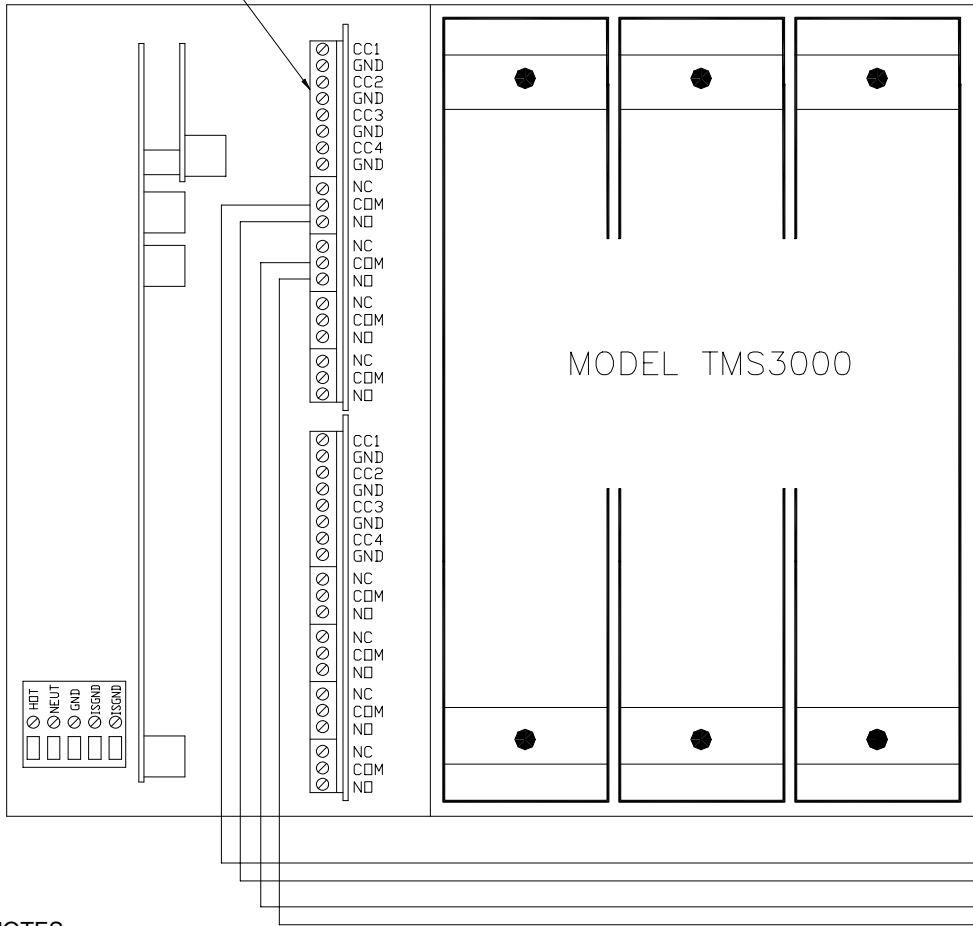 CC1
GND
CC2
GND
CC3
GND
CC4
GND
NC
COM
NO
NC
COM
NO
NC
COM
NO
NC
COM
NO
MODEL TMS3000
CC1
GND
CC2
GND
CC3
GND
CC4
GND
NC
COM
NO
NC
COM
NO
NC
COM
NO
NC
COM
NO
HOT
NEUT
GND
ISGND
ISGND